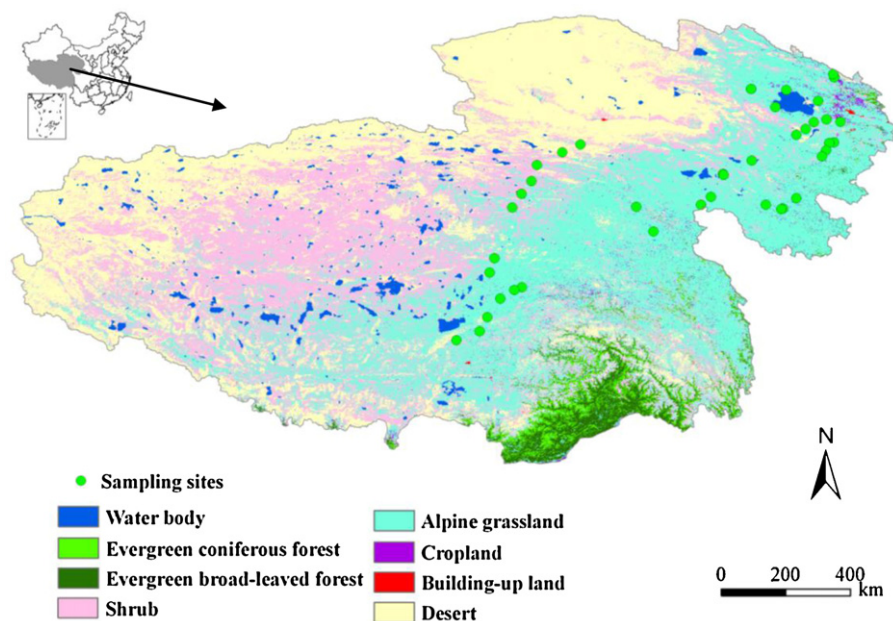 N
Sampling sites
Water body
Evergreen coniferous forest
Evergreen broad-leaved forest
Shrub
Alpine grassland
Cropland
Building-up land
Desert
0 200 400
km